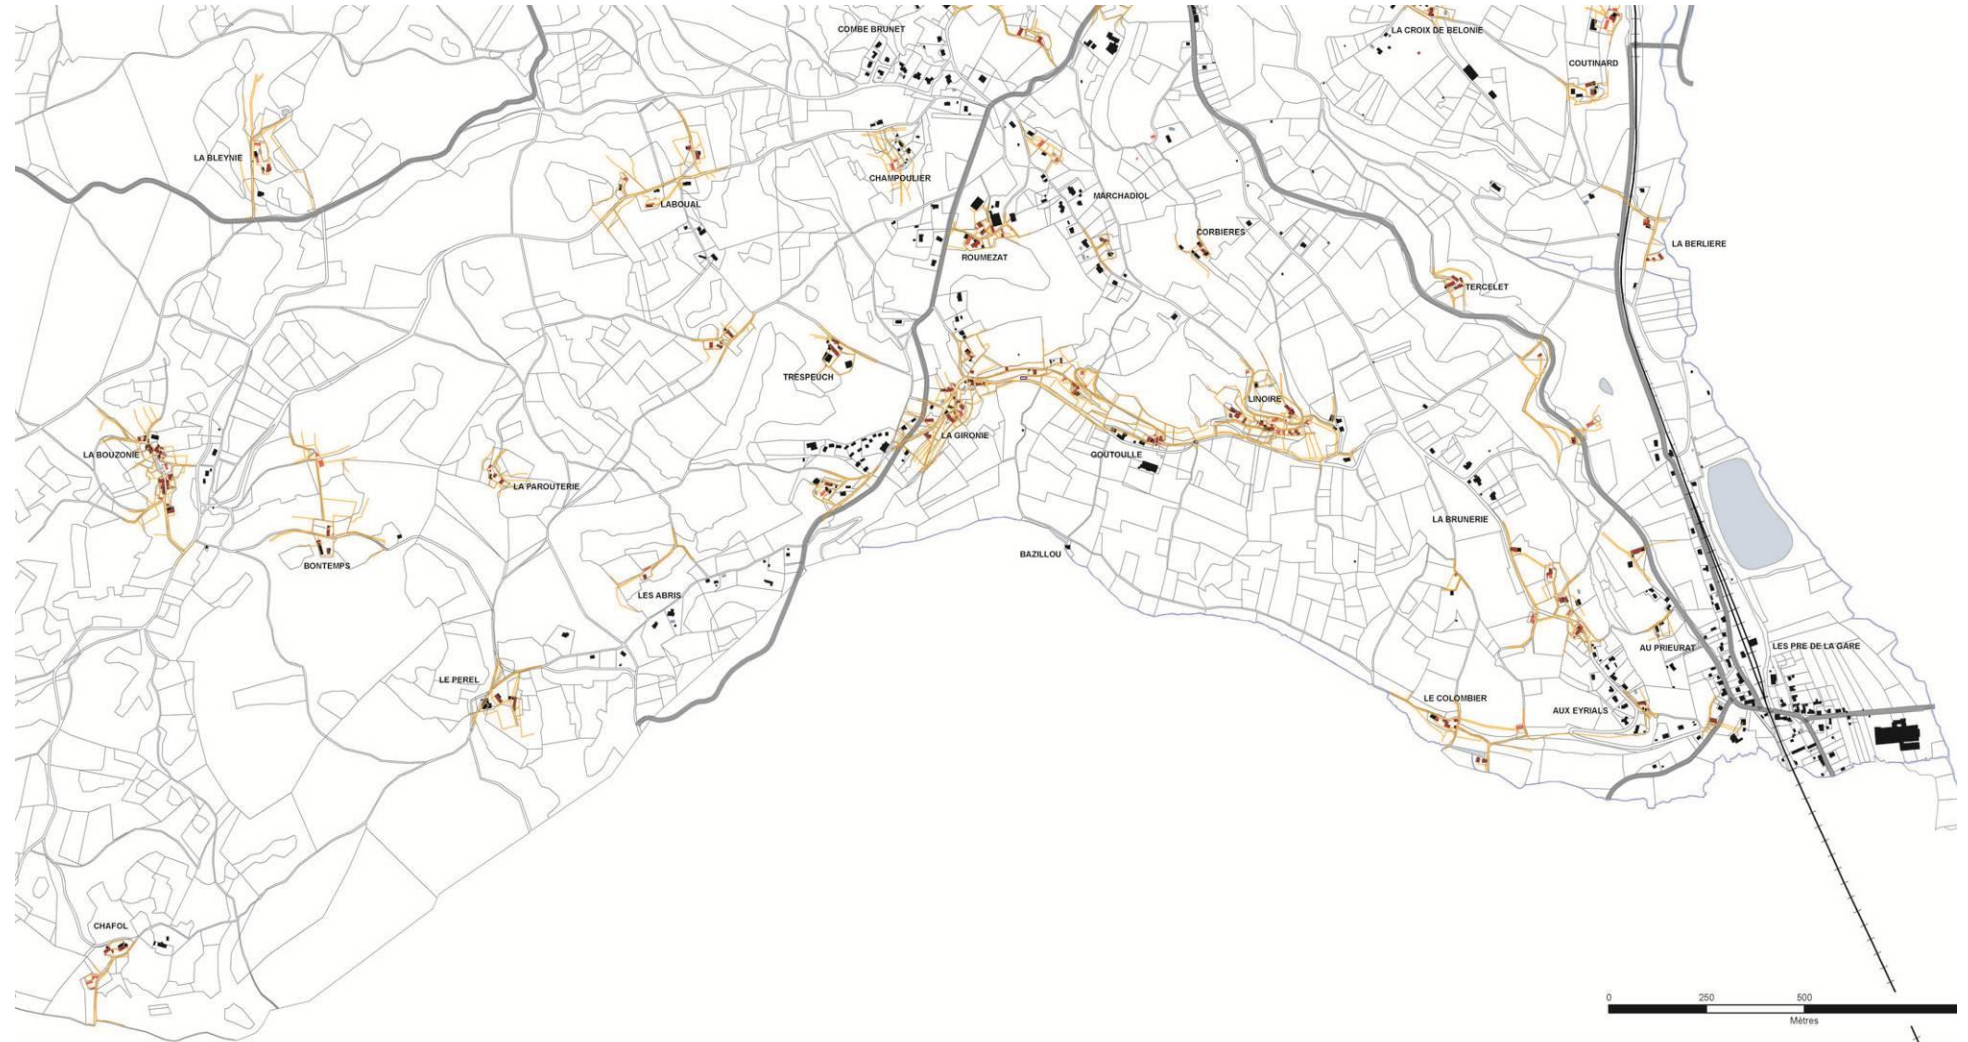 COMBE BRUNET
LA CROIX DE BELONIE
COUTINARD
LA BLEYNIE
CHAMPOULIER
LABOUAL
MARCHADIOL
CORBIERES
LA BERLIERE
ROUMEZAT
TERCELET
TRESPEUCH
LINOIRE
LA GIRONIE
LA BOUZONIE
GOUTOULLE
LA PAROUTERIE
LA BRUNERIE
BAZILLOU
BONTEMPS
LES ABRIS
AU PRIEURAT
LES PRE DE LA GARE
LE PEREL
LE COLOMBIER
AUX EYRIALS
CHAFOL
0 250 500
Mètres